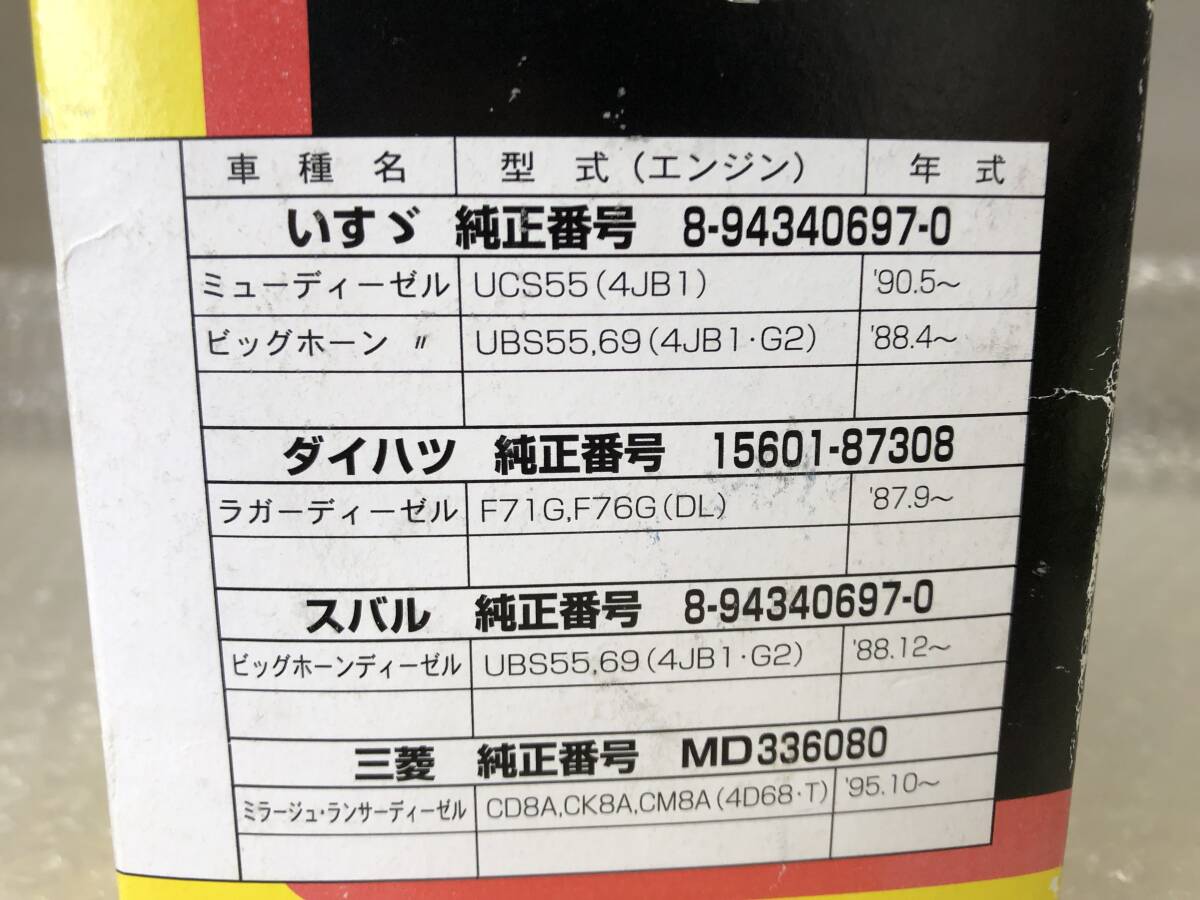 車種名 型式(エンジン) 年式
いすゞ 純正番号 8-94340697-0
ミューディーゼル UCS55(4JB1) '90.5~
ビッグホーン 〃 UBS55,69(4JB1・G2) '88.4~
ダイハツ 純正番号 15601-87308
ラガーディーゼル F71G,F76G(DL) '87.9~
スバル 純正番号 8-94340697-0
ビッグホーンディーゼル UBS55,69(4JB1・G2) '88.12~
三菱 純正番号 MD336080
ミラージュ・ランサーディーゼル CD8A,CK8A,CM8A(4D68・T) '95.10~